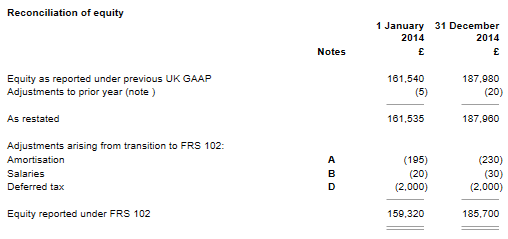 Reconciliation of equity
1 January 31 December
2014 2014
Notes £ £
Equity as reported under previous UK GAAP 161,540 187,980
Adjustments to prior year (note ) (5) (20)
As restated 161,535 187,960
Adjustments arising from transition to FRS 102:
Amortisation A (195) (230)
Salaries B (20) (30)
Deferred tax D (2,000) (2,000)
Equity reported under FRS 102 159,320 185,700